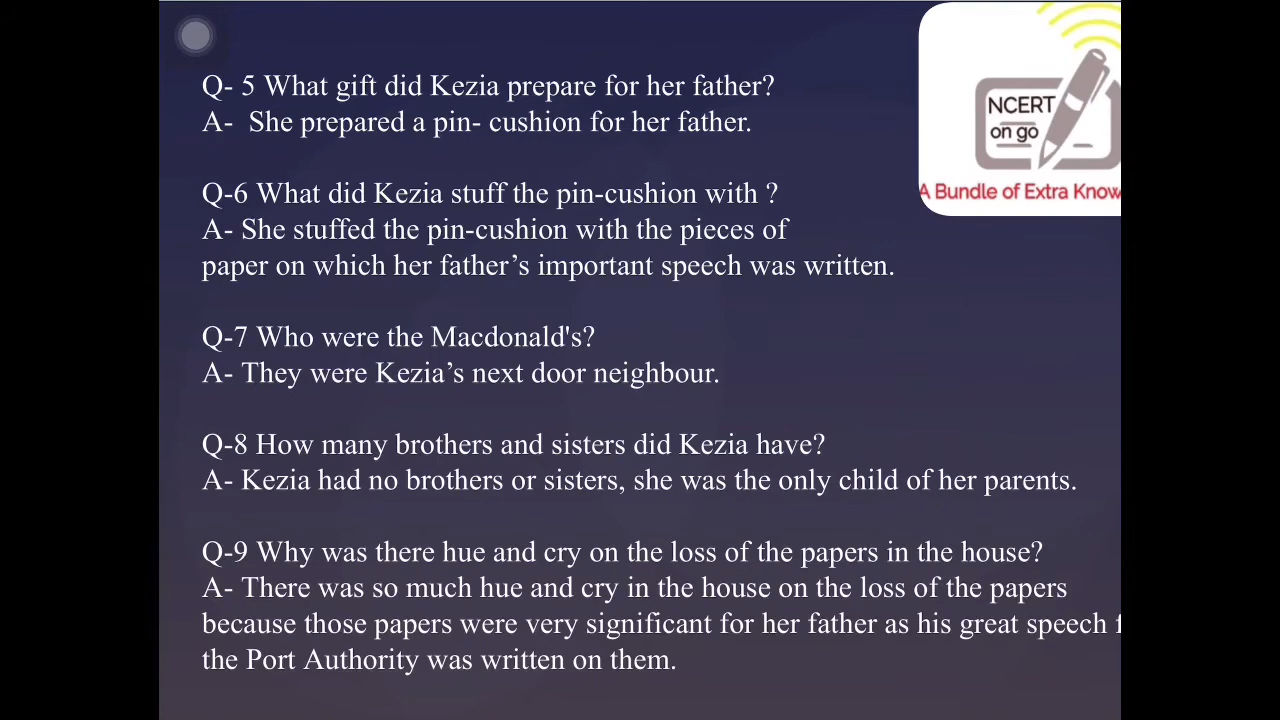 Q- 5 What gift did Kezia prepare for her father?
A- She prepared a pin- cushion for her father.
Q-6 What did Kezia stuff the pin-cushion with ?
A- She stuffed the pin-cushion with the pieces of
paper on which her father’s important speech was written.
Q-7 Who were the Macdonald's?
A- They were Kezia’s next door neighbour.
Q-8 How many brothers and sisters did Kezia have?
A- Kezia had no brothers or sisters, she was the only child of her parents.
Q-9 Why was there hue and cry on the loss of the papers in the house?
A- There was so much hue and cry in the house on the loss of the papers
because those papers were very significant for her father as his great speech
the Port Authority was written on them.
NCERT
on go
A Bundle of Extra Know